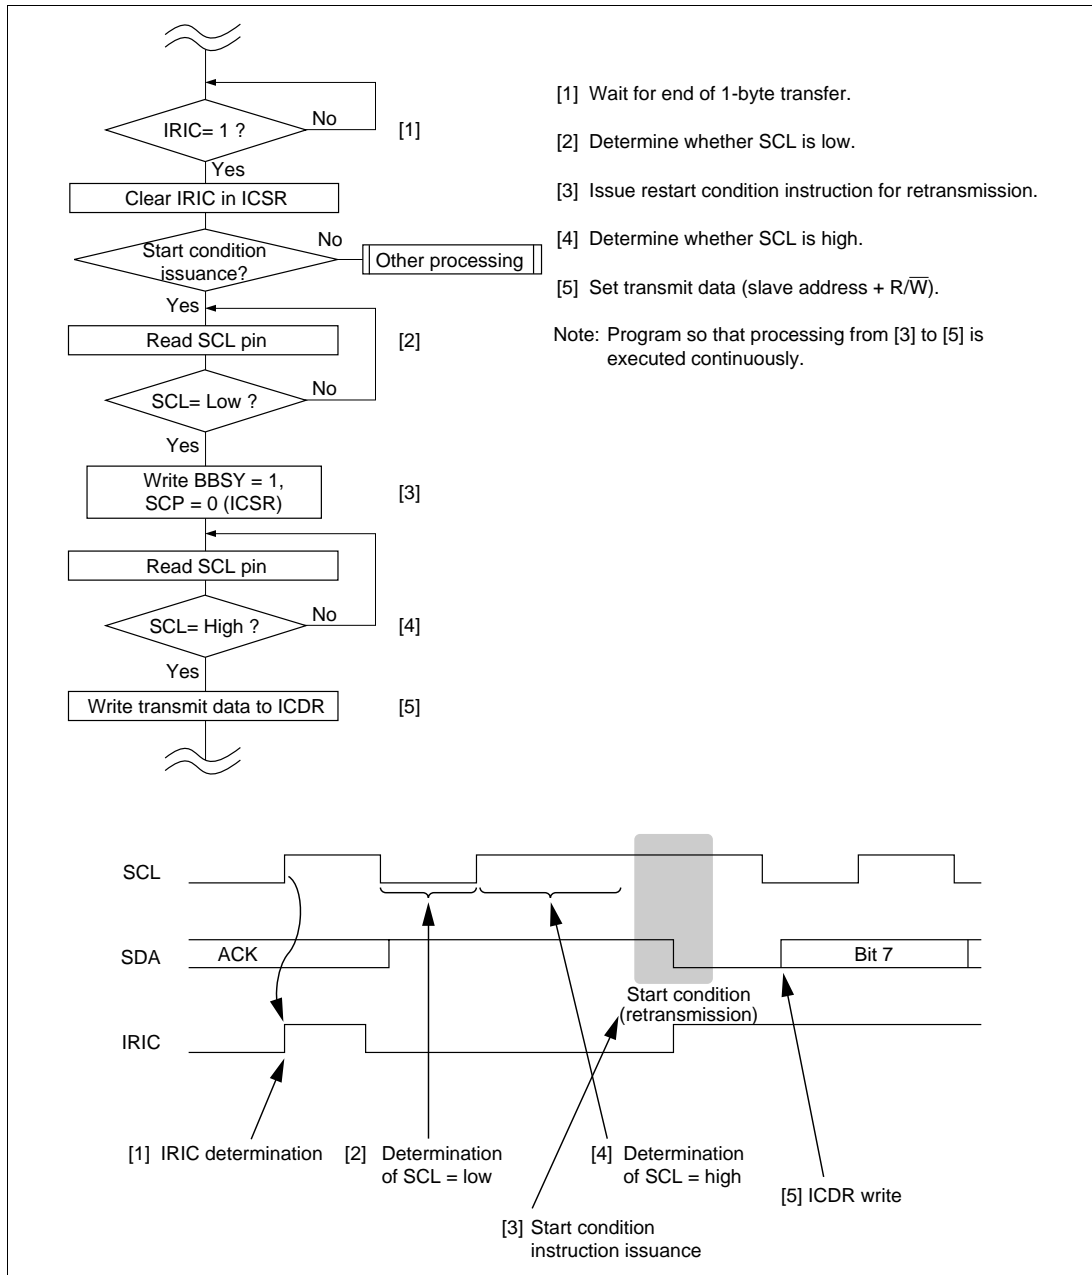 IRIC= 1 ?
No
[1]
Yes
Clear IRIC in ICSR
Start condition
issuance?
No
Other processing
Yes
Read SCL pin
[2]
SCL= Low ?
No
Yes
Write BBSY = 1,
SCP = 0 (ICSR)
[3]
Read SCL pin
SCL= High ?
No
[4]
Yes
Write transmit data to ICDR
[5]
[1] Wait for end of 1-byte transfer.
[2] Determine whether SCL is low.
[3] Issue restart condition instruction for retransmission.
[4] Determine whether SCL is high.
[5] Set transmit data (slave address + R/W̅).
Note: Program so that processing from [3] to [5] is
executed continuously.
SCL
SDA
ACK
Bit 7
Start condition
(retransmission)
IRIC
[1] IRIC determination
[2] Determination
of SCL = low
[4] Determination
of SCL = high
[5] ICDR write
[3] Start condition
instruction issuance